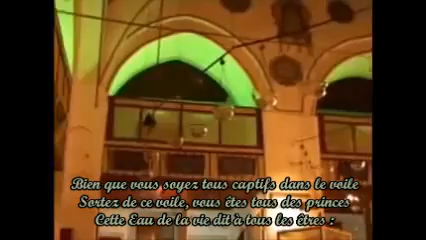 Bien que vous soyez tous captifs dans le voile
Sortez de ce voile, vous êtes tous des princes
Cette Eau de la vie dit à tous les êtres :